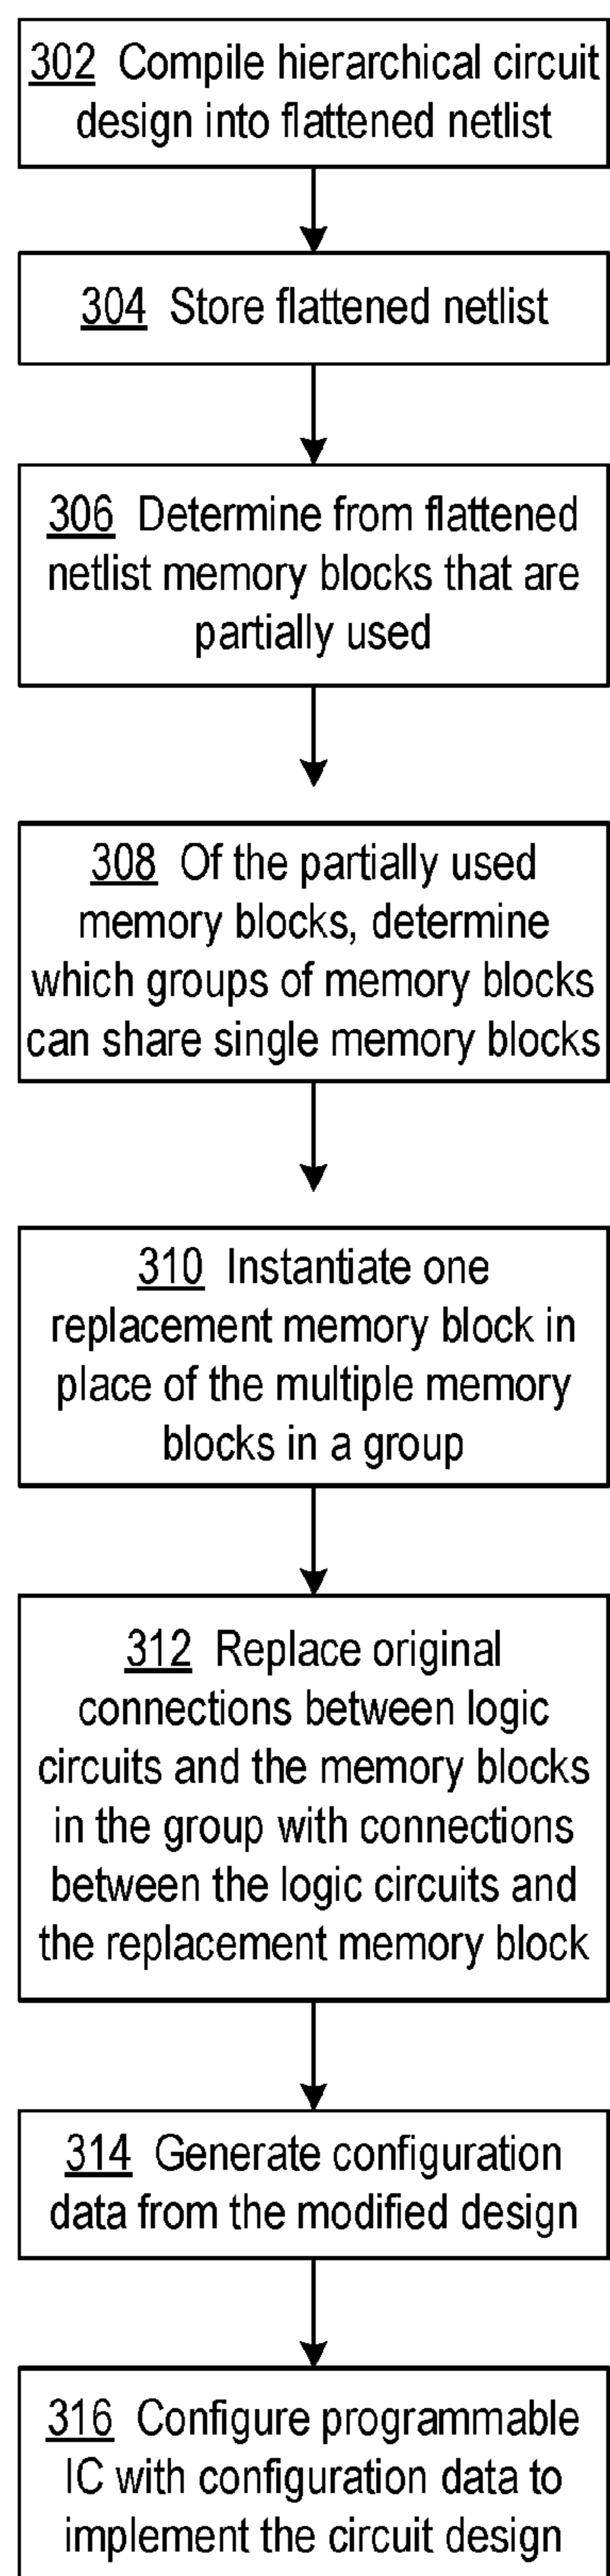 302 Compile hierarchical circuit
design into flattened netlist
304 Store flattened netlist
306 Determine from flattened
netlist memory blocks that are
partially used
308 Of the partially used
memory blocks, determine
which groups of memory blocks
can share single memory blocks
310 Instantiate one
replacement memory block in
place of the multiple memory
blocks in a group
312 Replace original
connections between logic
circuits and the memory blocks
in the group with connections
between the logic circuits and
the replacement memory block
314 Generate configuration
data from the modified design
316 Configure programmable
IC with configuration data to
implement the circuit design